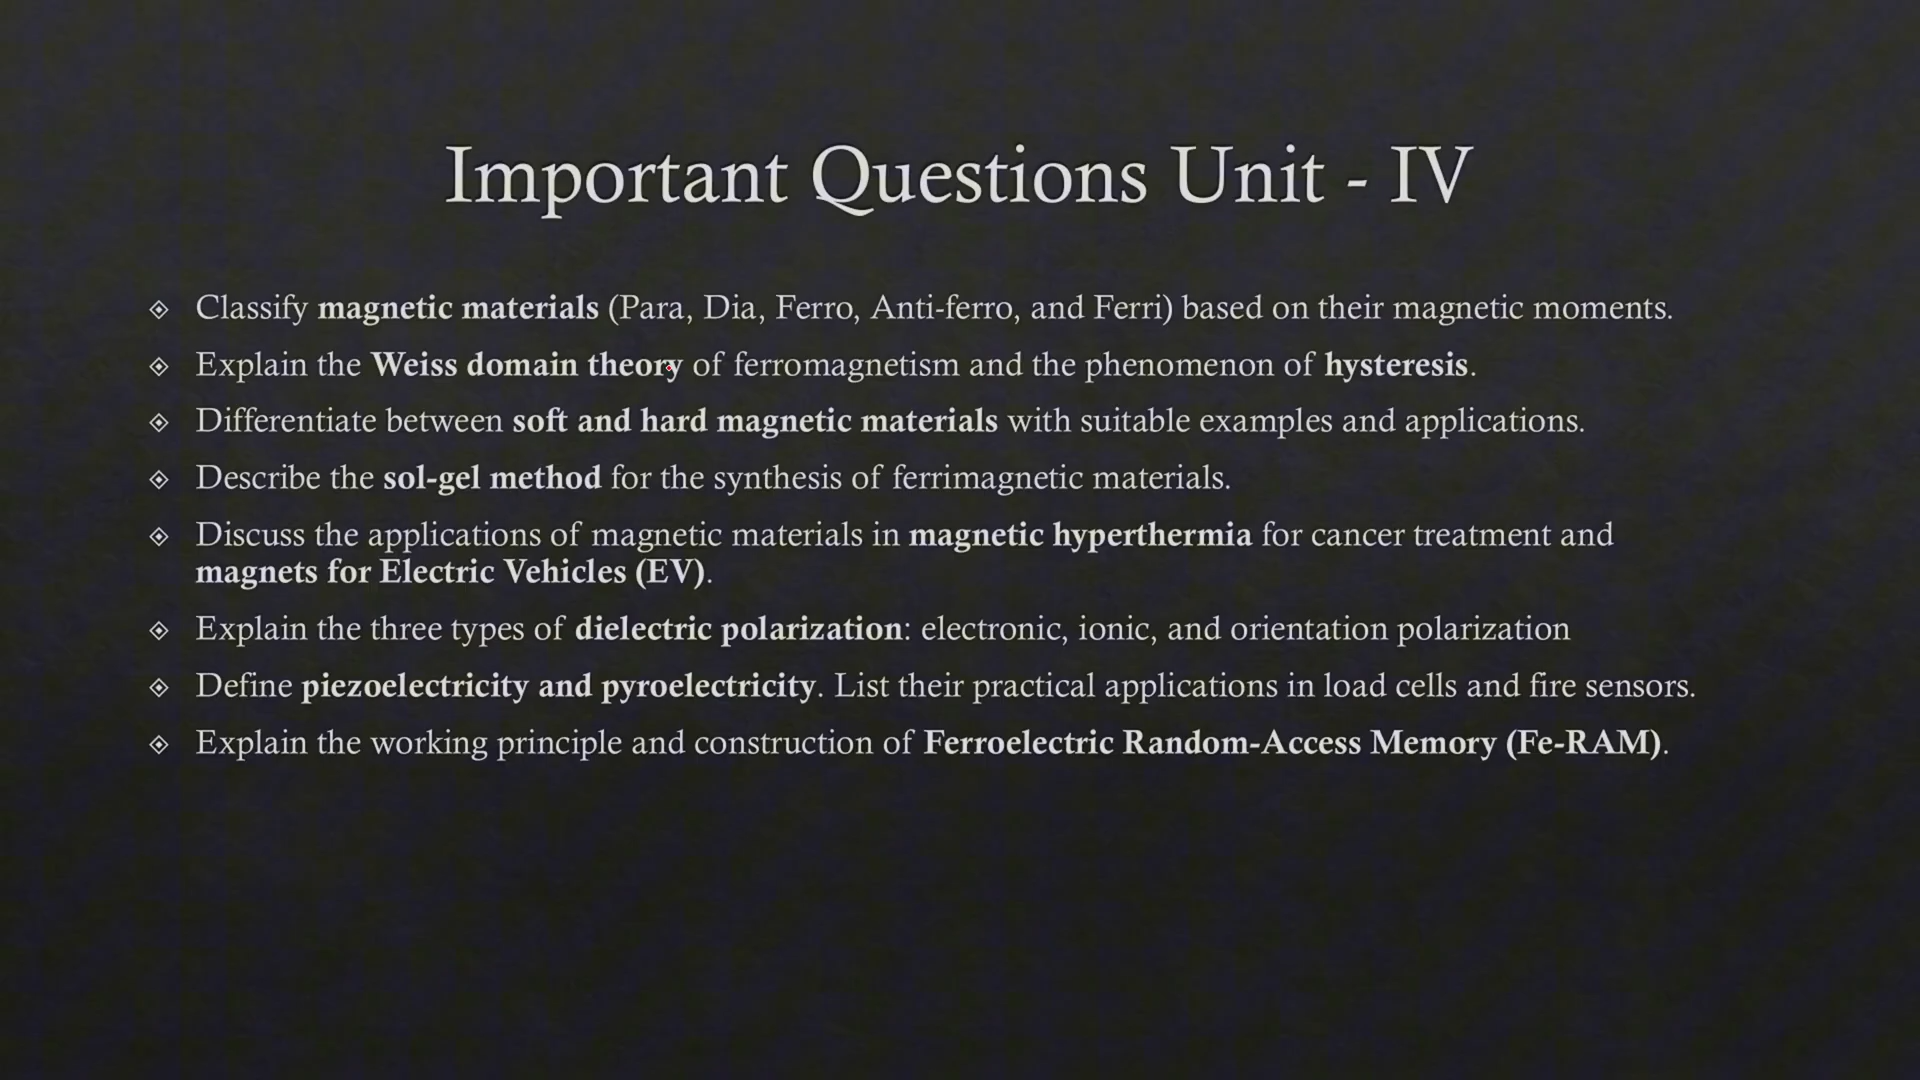 Important Questions Unit - IV
Classify magnetic materials (Para, Dia, Ferro, Anti-ferro, and Ferri) based on their magnetic moments.
Explain the Weiss domain theory of ferromagnetism and the phenomenon of hysteresis.
Differentiate between soft and hard magnetic materials with suitable examples and applications.
Describe the sol-gel method for the synthesis of ferrimagnetic materials.
Discuss the applications of magnetic materials in magnetic hyperthermia for cancer treatment and
magnets for Electric Vehicles (EV).
Explain the three types of dielectric polarization: electronic, ionic, and orientation polarization
Define piezoelectricity and pyroelectricity. List their practical applications in load cells and fire sensors.
Explain the working principle and construction of Ferroelectric Random-Access Memory (Fe-RAM).